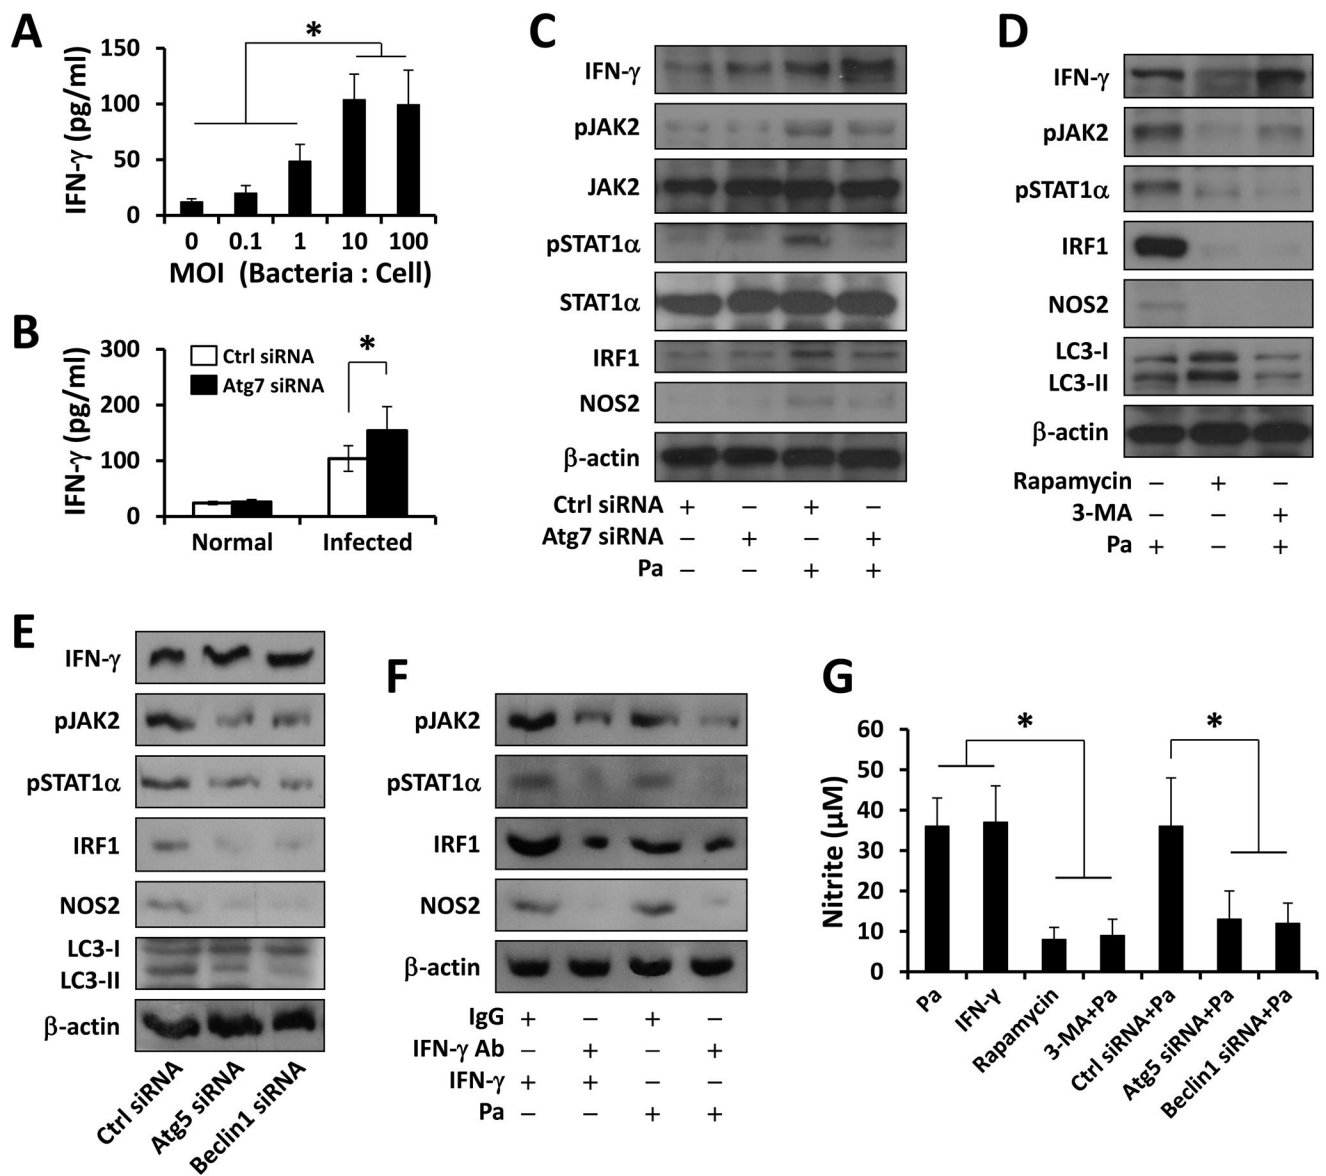 A
*
IFN-γ (pg/ml)
150
100
50
0
0 0.1 1 10 100
MOI (Bacteria : Cell)
B
*
IFN-γ (pg/ml)
300
200
100
0
Ctrl siRNA
Atg7 siRNA
Normal Infected
C
IFN-γ
pJAK2
JAK2
pSTAT1α
STAT1α
IRF1
NOS2
β-actin
Ctrl siRNA + − + −
Atg7 siRNA − + − +
Pa − − + +
D
IFN-γ
pJAK2
pSTAT1α
IRF1
NOS2
LC3-I
LC3-II
β-actin
Rapamycin − + −
3-MA − − +
Pa + − +
E
IFN-γ
pJAK2
pSTAT1α
IRF1
NOS2
LC3-I
LC3-II
β-actin
Ctrl siRNA
Atg5 siRNA
Beclin1 siRNA
F
pJAK2
pSTAT1α
IRF1
NOS2
β-actin
IgG + − + −
IFN-γ Ab − + − +
IFN-γ + + − −
Pa − − + +
G
* *
Nitrite (μM)
60
50
40
30
20
10
0
Pa
IFN-γ
Rapamycin
3-MA+Pa
Ctrl siRNA+Pa
Atg5 siRNA+Pa
Beclin1 siRNA+Pa